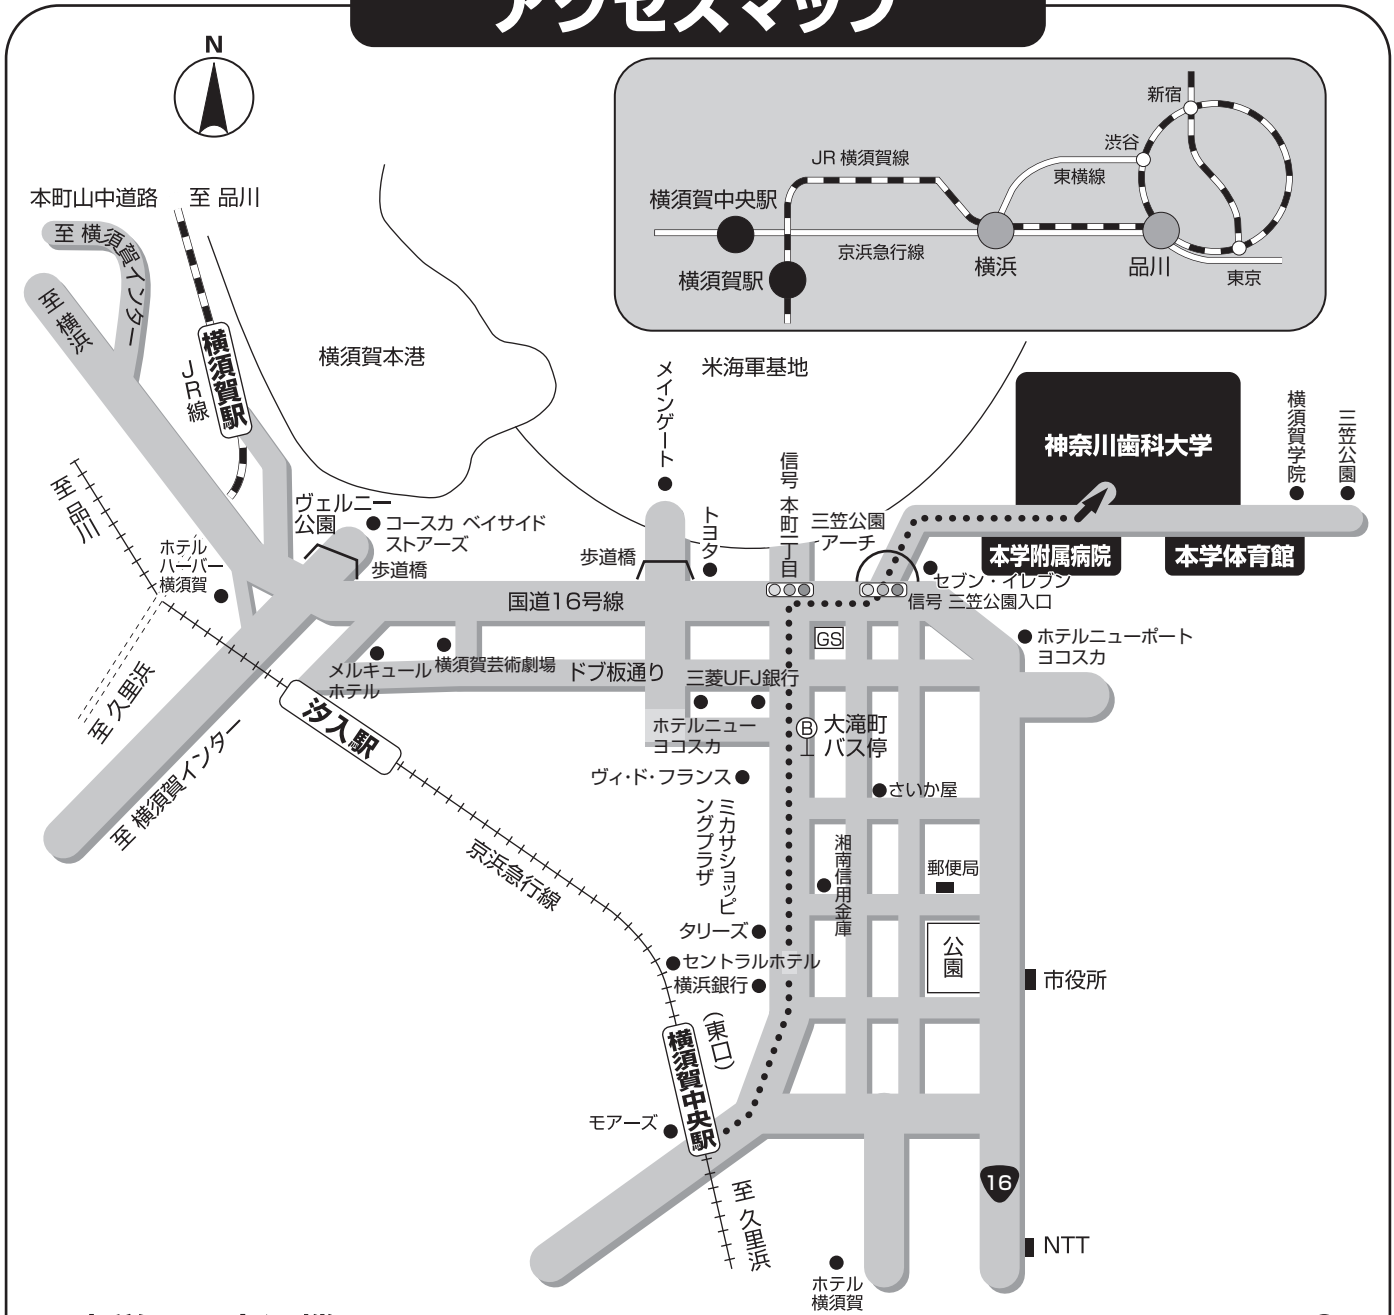 アクセスマップ
N
新宿
渋谷
JR 横須賀線
東横線
横須賀中央駅
京浜急行線
横浜
品川
横須賀駅
東京
本町山中道路
至 品川
至 横須賀インター
至 横浜
横須賀駅
JR線
横須賀本港
米海軍基地
メインゲート
神奈川歯科大学
横須賀学院
三笠公園
至 品川
ヴェルニー
公園
コースカ ベイサイド
ストアーズ
歩道橋
歩道橋
トヨタ
信号 本町一丁目
三笠公園
アーチ
本学附属病院
本学体育館
ホテル
ハーバー
横須賀
セブン・イレブン
信号 三笠公園入口
国道16号線
GS
ホテルニューポート
ヨコスカ
メルキュール
ホテル
横須賀芸術劇場
ドブ板通り
三菱UFJ銀行
至 久里浜
汐入駅
ホテルニュー
ヨコスカ
B
大滝町
バス停
至 横須賀インター
ヴィ・ド・フランス
さいか屋
ミカサショッピ
ングプラザ
湘南信用金庫
京浜急行線
郵便局
タリーズ
公園
セントラルホテル
横浜銀行
市役所
(東口)
横須賀中央駅
モアーズ
16
至 久里浜
NTT
ホテル
横須賀